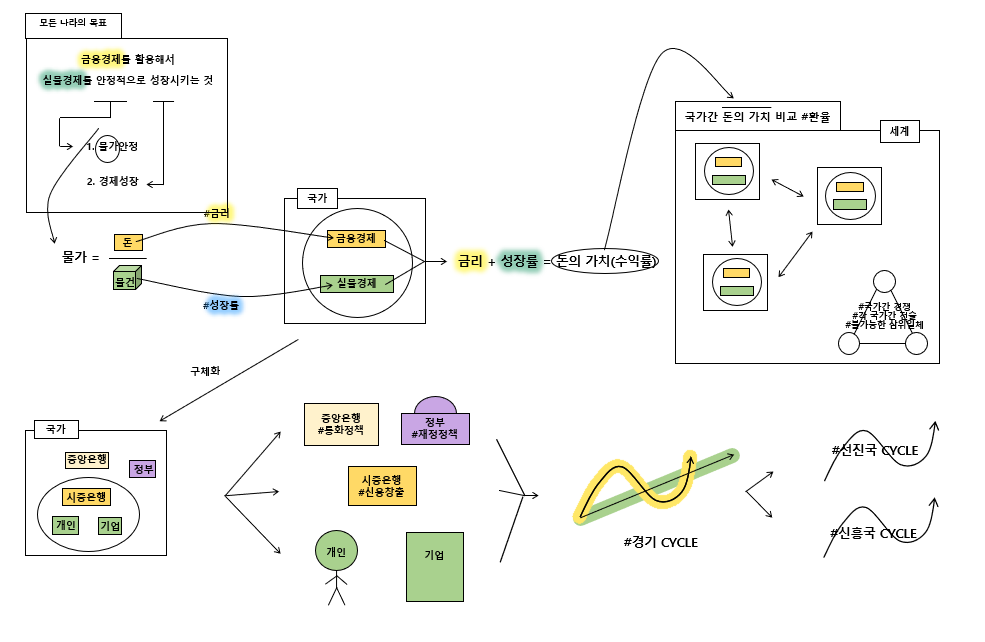 모든 나라의 목표
금융경제를 활용해서
실물경제를 안정적으로 성장시키는 것
1. 물가안정
2. 경제성장
물가 =
돈
물건
#금리
#성장률
국가
금융경제
실물경제
금리 + 성장률 = 돈의 가치(수익률)
국가간 돈의 가치 비교 #환율
세계
#국가간 경쟁
#각 국가간 전술
#불가능한 삼위일체
구체화
국가
중앙은행
정부
시중은행
개인
기업
중앙은행
#통화정책
정부
#재정정책
시중은행
#신용창출
개인
기업
#경기 CYCLE
#선진국 CYCLE
#신흥국 CYCLE